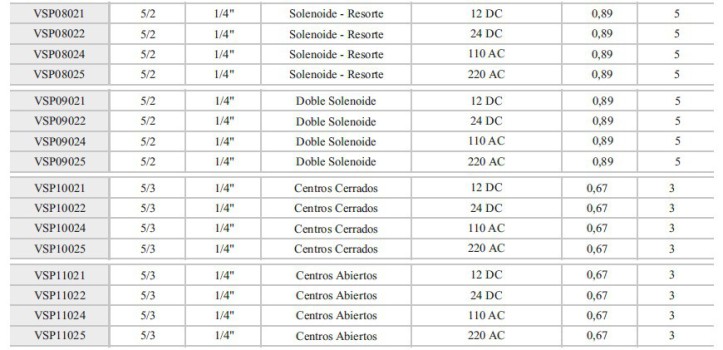 VSP08021 5/2 1/4" Solenoide - Resorte 12 DC 0,89 5
VSP08022 5/2 1/4" Solenoide - Resorte 24 DC 0,89 5
VSP08024 5/2 1/4" Solenoide - Resorte 110 AC 0,89 5
VSP08025 5/2 1/4" Solenoide - Resorte 220 AC 0,89 5
VSP09021 5/2 1/4" Doble Solenoide 12 DC 0,89 5
VSP09022 5/2 1/4" Doble Solenoide 24 DC 0,89 5
VSP09024 5/2 1/4" Doble Solenoide 110 AC 0,89 5
VSP09025 5/2 1/4" Doble Solenoide 220 AC 0,89 5
VSP10021 5/3 1/4" Centros Cerrados 12 DC 0,67 3
VSP10022 5/3 1/4" Centros Cerrados 24 DC 0,67 3
VSP10024 5/3 1/4" Centros Cerrados 110 AC 0,67 3
VSP10025 5/3 1/4" Centros Cerrados 220 AC 0,67 3
VSP11021 5/3 1/4" Centros Abiertos 12 DC 0,67 3
VSP11022 5/3 1/4" Centros Abiertos 24 DC 0,67 3
VSP11024 5/3 1/4" Centros Abiertos 110 AC 0,67 3
VSP11025 5/3 1/4" Centros Abiertos 220 AC 0,67 3